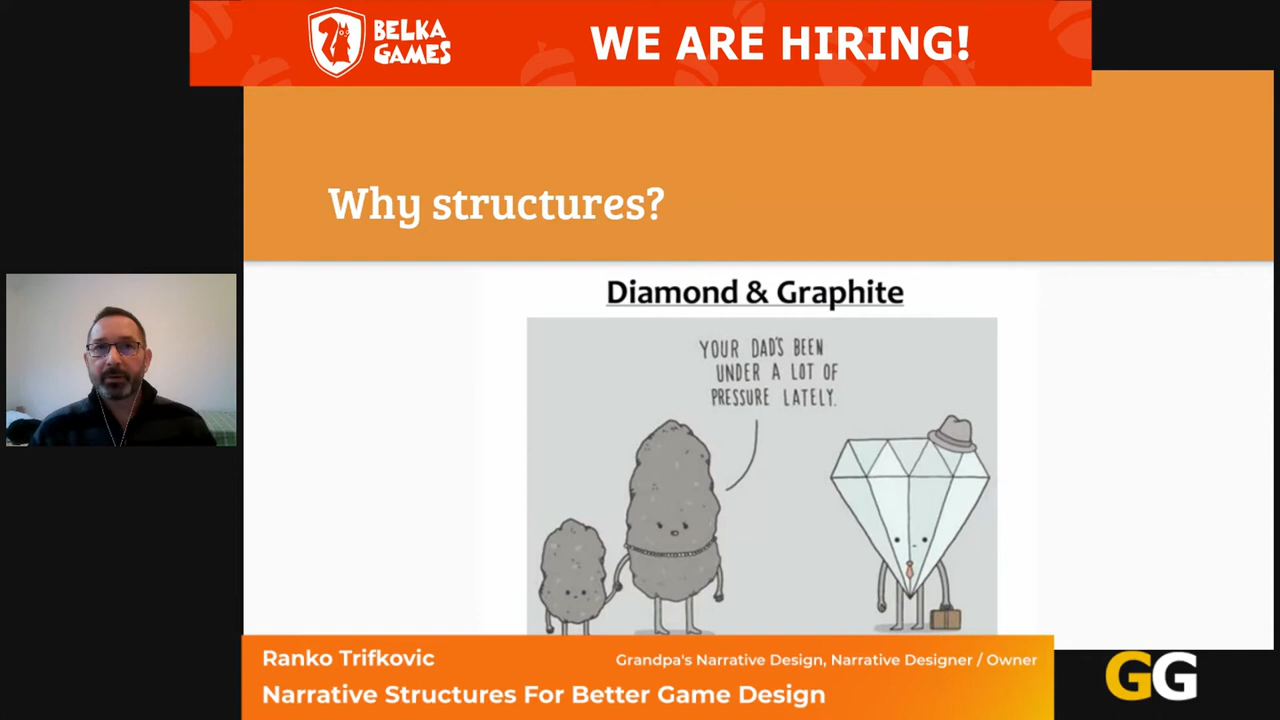 BELKA
GAMES
WE ARE HIRING!
Why structures?
Diamond & Graphite
YOUR DAD'S BEEN
UNDER A LOT OF
PRESSURE LATELY.
Ranko Trifkovic
Grandpa's Narrative Design, Narrative Designer / Owner
Narrative Structures For Better Game Design
GG